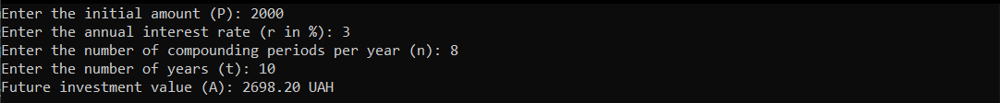 Enter the initial amount (P): 2000
Enter the annual interest rate (r in %): 3
Enter the number of compounding periods per year (n): 8
Enter the number of years (t): 10
Future investment value (A): 2698.20 UAH